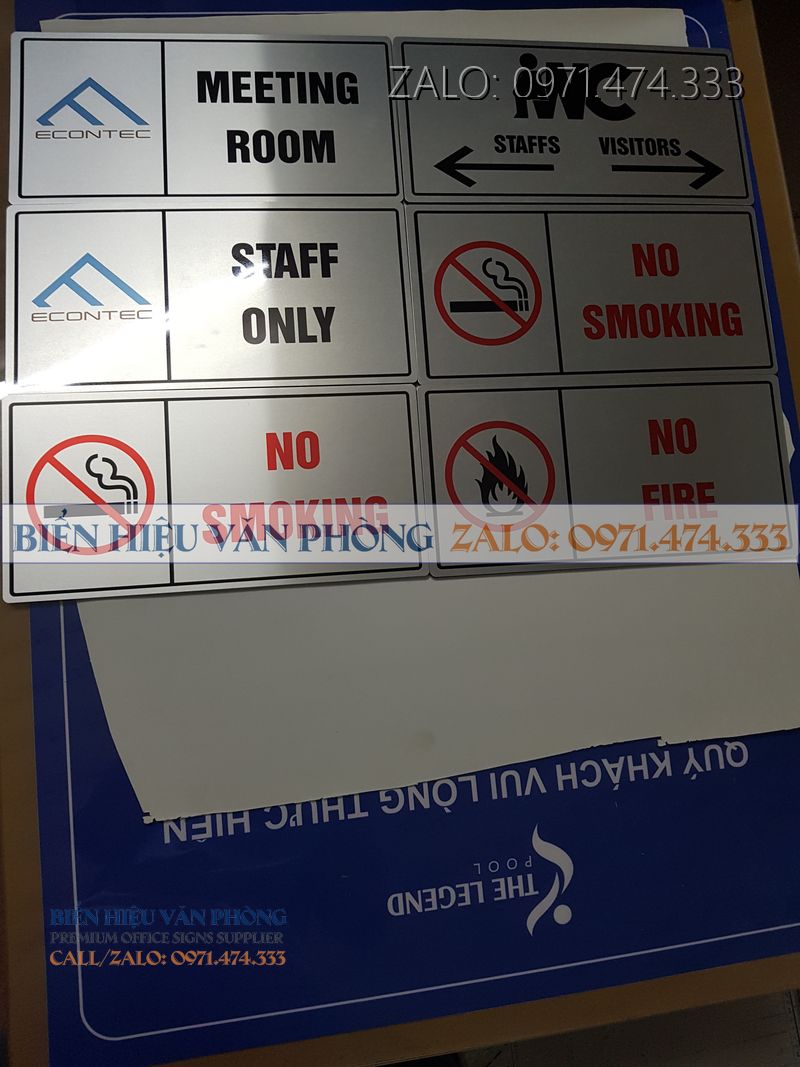 MEETING
ROOM
ECONTEC
ZALO: 0971.474.333
STAFFS VISITORS
STAFF
ONLY
ECONTEC
NO
SMOKING
NO
SMOKING
NO
FIRE
BIỂN HIỆU VĂN PHÒNG ZALO: 0971.474.333
QUÝ KHÁCH VUI LÒNG THỰC HIỆN
THE LEGEND
POOL
BIỂN HIỆU VĂN PHÒNG
PREMIUM OFFICE SIGNS SUPPLIER
CALL/ZALO: 0971.474.333